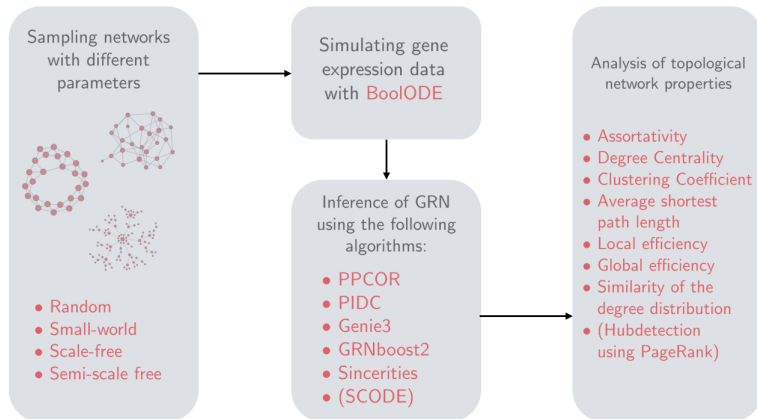 Sampling networks
with different
parameters
• Random
• Small-world
• Scale-free
• Semi-scale free
Simulating gene
expression data
with BoolODE
Inference of GRN
using the following
algorithms:
• PPCOR
• PIDC
• Genie3
• GRNboost2
• Sincerities
• (SCODE)
Analysis of topological
network properties
• Assortativity
• Degree Centrality
• Clustering Coefficient
• Average shortest
path length
• Local efficiency
• Global efficiency
• Similarity of the
degree distribution
• (Hubdetection
using PageRank)